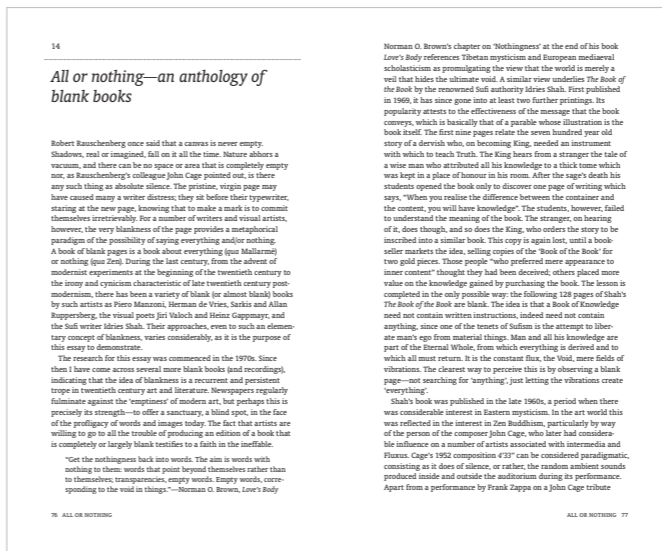 14
All or nothing—an anthology of
blank books
Robert Rauschenberg once said that a canvas is never empty.
Shadows, real or imagined, fall on it all the time. Nature abhors a
vacuum, and there can be no space or area that is completely empty
nor, as Rauschenberg's colleague John Cage pointed out, is there
any such thing as absolute silence. The pristine, virgin page may
have caused many a writer distress; they sit before their typewriter,
staring at the new page, knowing that to make a mark is to commit
themselves irretrievably. For a number of writers and visual artists,
however, the very blankness of the page provides a metaphorical
paradigm of the possibility of saying everything and/or nothing.
A book of blank pages is a book about everything (qua Mallarmé)
or nothing (qua Zen). During the last century, from the advent of
modernist experiments at the beginning of the twentieth century to
the irony and cynicism characteristic of late twentieth century post-
modernism, there has been a variety of blank (or almost blank) books
by such artists as Piero Manzoni, Herman de Vries, Sarkis and Allan
Ruppersberg, the visual poets Jiri Valoch and Heinz Gappmayr, and
the Sufi writer Idries Shah. Their approaches, even to such an elemen-
tary concept of blankness, varies considerably, as it is the purpose of
this essay to demonstrate.
The research for this essay was commenced in the 1970s. Since
then I have come across several more blank books (and recordings),
indicating that the idea of blankness is a recurrent and persistent
trope in twentieth century art and literature. Newspapers regularly
fulminate against the 'emptiness' of modern art, but perhaps this is
precisely its strength—to offer a sanctuary, a blind spot, in the face
of the profligacy of words and images today. The fact that artists are
willing to go to all the trouble of producing an edition of a book that
is completely or largely blank testifies to a faith in the ineffable.
"Get the nothingness back into words. The aim is words with
nothing to them: words that point beyond themselves rather than
to themselves; transparencies, empty words. Empty words, corre-
sponding to the void in things."—Norman O. Brown, Love's Body
76 ALL OR NOTHING
Norman O. Brown's chapter on 'Nothingness' at the end of his book
Love's Body references Tibetan mysticism and European mediaeval
scholasticism as promulgating the view that the world is merely a
veil that hides the ultimate void. A similar view underlies The Book of
the Book by the renowned Sufi authority Idries Shah. First published
in 1969, it has since gone into at least two further printings. Its
popularity attests to the effectiveness of the message that the book
conveys, which is basically that of a parable whose illustration is the
book itself. The first nine pages relate the seven hundred year old
story of a dervish who, on becoming King, needed an instrument
with which to teach Truth. The King hears from a stranger the tale of
a wise man who attributed all his knowledge to a thick tome which
was kept in a place of honour in his room. After the sage's death his
students opened the book only to discover one page of writing which
says, "When you realise the difference between the container and
the content, you will have knowledge". The students, however, failed
to understand the meaning of the book. The stranger, on hearing
of it, does though, and so does the King, who orders the story to be
inscribed into a similar book. This copy is again lost, until a book-
seller markets the idea, selling copies of the 'Book of the Book' for
two gold pieces. Those people "who preferred mere appearance to
inner content" thought they had been deceived; others placed more
value on the knowledge gained by purchasing the book. The lesson is
completed in the only possible way: the following 128 pages of Shah's
The Book of the Book are blank. The idea is that a Book of Knowledge
need not contain written instructions, indeed need not contain
anything, since one of the tenets of Sufism is the attempt to liber-
ate man's ego from material things. Man and all his knowledge are
part of the Eternal Whole, from which everything is derived and to
which all must return. It is the constant flux, the Void, mere fields of
vibrations. The clearest way to perceive this is by observing a blank
page—not searching for 'anything', just letting the vibrations create
'everything'.
Shah's book was published in the late 1960s, a period when there
was considerable interest in Eastern mysticism. In the art world this
was reflected in the interest in Zen Buddhism, particularly by way
of the person of the composer John Cage, who later had considera-
ble influence on a number of artists associated with intermedia and
Fluxus. Cage's 1952 composition 4'33" can be considered paradigmatic,
consisting as it does of silence, or rather, the random ambient sounds
produced inside and outside the auditorium during its performance.
Apart from a performance by Frank Zappa on a John Cage tribute
ALL OR NOTHING 77